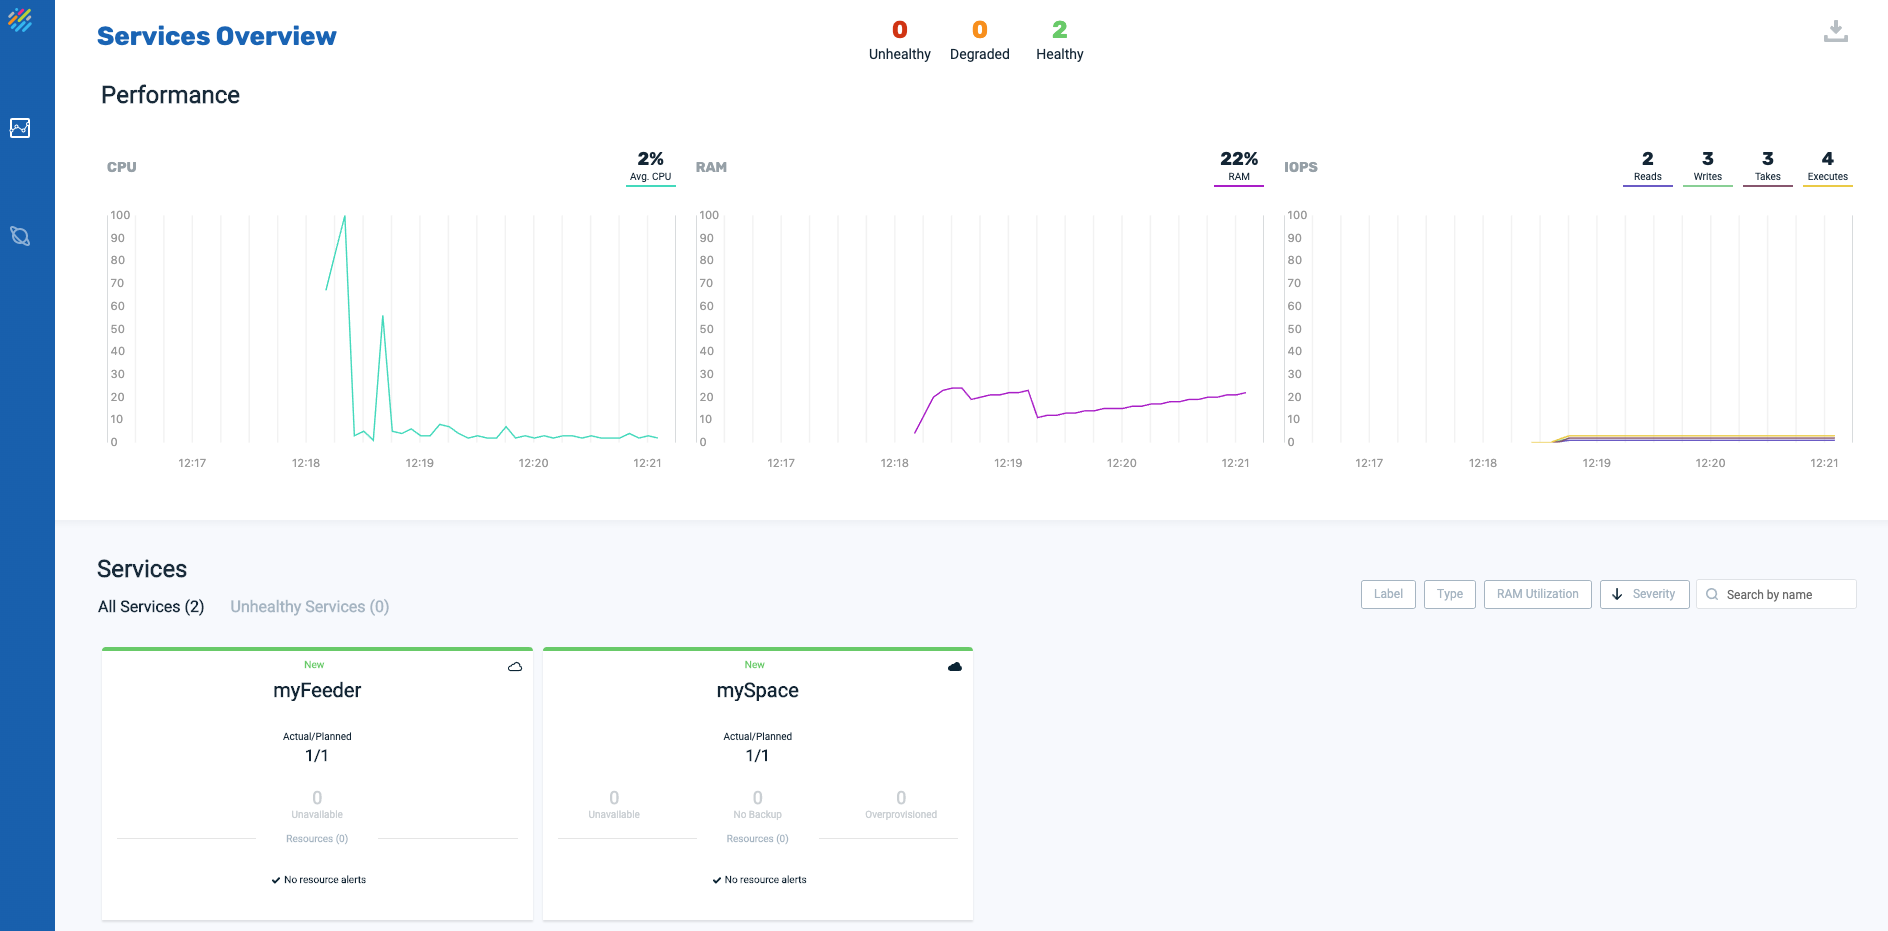 Services Overview
0 0 2
Unhealthy Degraded Healthy
Performance
CPU
2%
Avg. CPU
100
90
80
70
60
50
40
30
20
10
0
12:17 12:18 12:19 12:20 12:21
RAM
22%
RAM
100
90
80
70
60
50
40
30
20
10
0
12:17 12:18 12:19 12:20 12:21
IOPS
2 3 3 4
Reads Writes Takes Executes
100
90
80
70
60
50
40
30
20
10
0
12:17 12:18 12:19 12:20 12:21
Services
All Services (2) Unhealthy Services (0)
Label Type RAM Utilization Severity Search by name
New
myFeeder
Actual/Planned
1/1
0
Unavailable
Resources (0)
No resource alerts
New
mySpace
Actual/Planned
1/1
0 0 0
Unavailable No Backup Overprovisioned
Resources (0)
No resource alerts